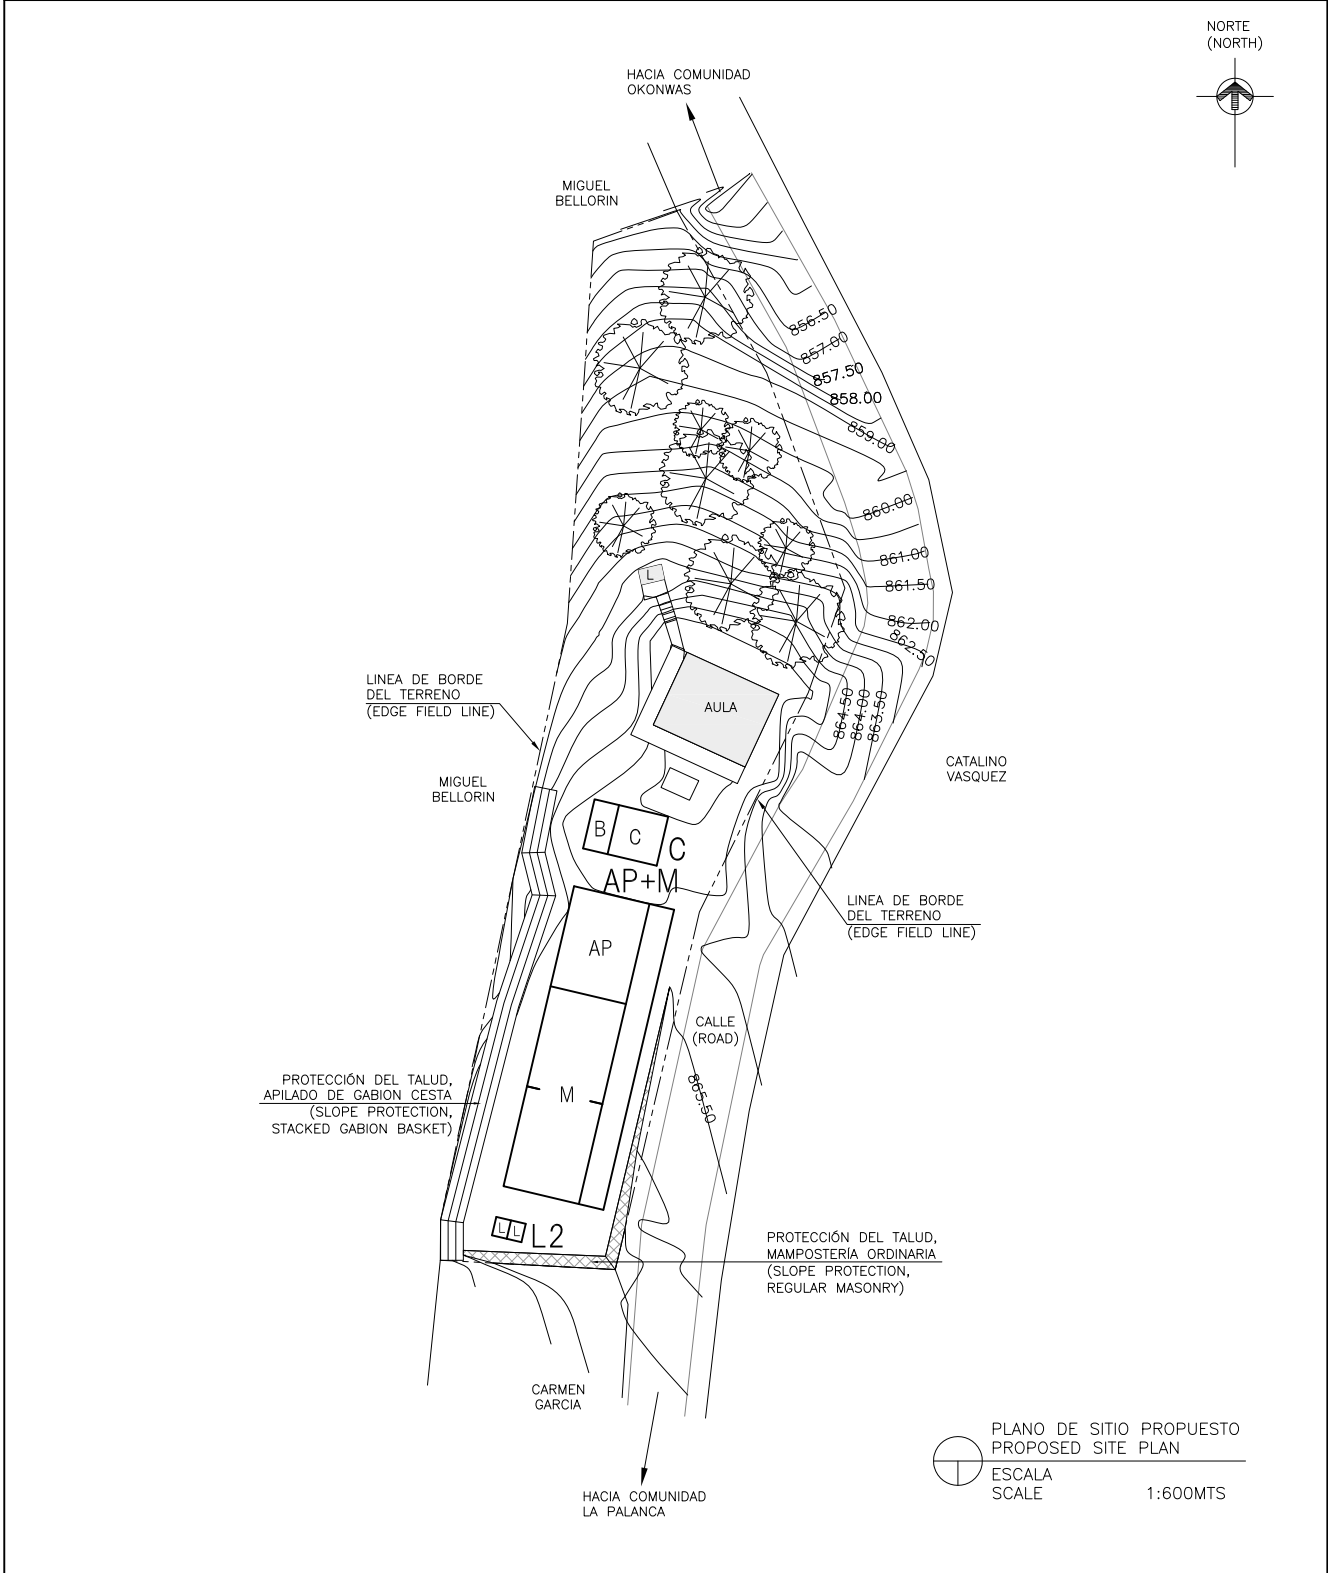 NORTE
(NORTH)
HACIA COMUNIDAD
OKONWAS
MIGUEL
BELLORIN
856.50
857.00
857.50
858.00
859.00
860.00
861.00
861.50
862.00
862.50
L
LINEA DE BORDE
DEL TERRENO
(EDGE FIELD LINE)
AULA
864.50
864.00
863.50
CATALINO
VASQUEZ
MIGUEL
BELLORIN
B
C
C
AP+M
LINEA DE BORDE
DEL TERRENO
(EDGE FIELD LINE)
AP
CALLE
(ROAD)
865.50
M
PROTECCIÓN DEL TALUD,
APILADO DE GABION CESTA
(SLOPE PROTECTION,
STACKED GABION BASKET)
L L
L2
PROTECCIÓN DEL TALUD,
MAMPOSTERÍA ORDINARIA
(SLOPE PROTECTION,
REGULAR MASONRY)
CARMEN
GARCIA
HACIA COMUNIDAD
LA PALANCA
PLANO DE SITIO PROPUESTO
PROPOSED SITE PLAN
ESCALA
SCALE 1:600MTS